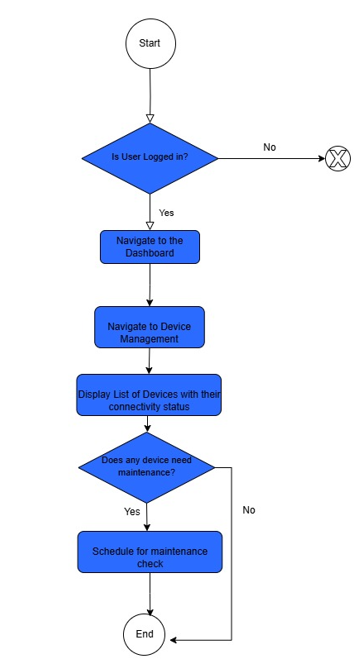 Start
Is User Logged in?
No
Yes
Navigate to the
Dashboard
Navigate to Device
Management
Display List of Devices with their
connectivity status
Does any device need
maintenance?
Yes
No
Schedule for maintenance
check
End